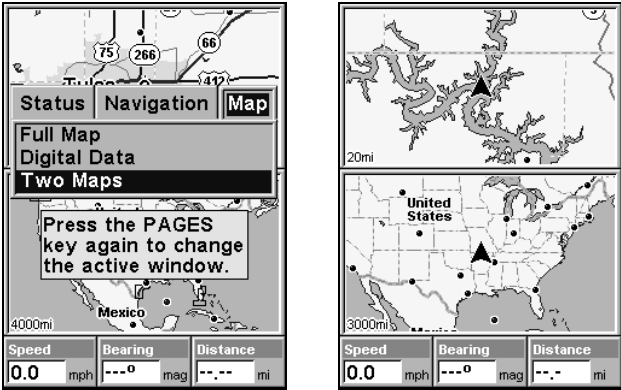 75
266
66
412
Status Navigation Map
Full Map
Digital Data
Two Maps
Press the PAGES
key again to change
the active window.
Mexico
4000mi
Speed Bearing Distance
0.0 mph ---º mag --.-- mi
20mi
United
States
3000mi
Speed Bearing Distance
0.0 mph ---º mag --.-- mi